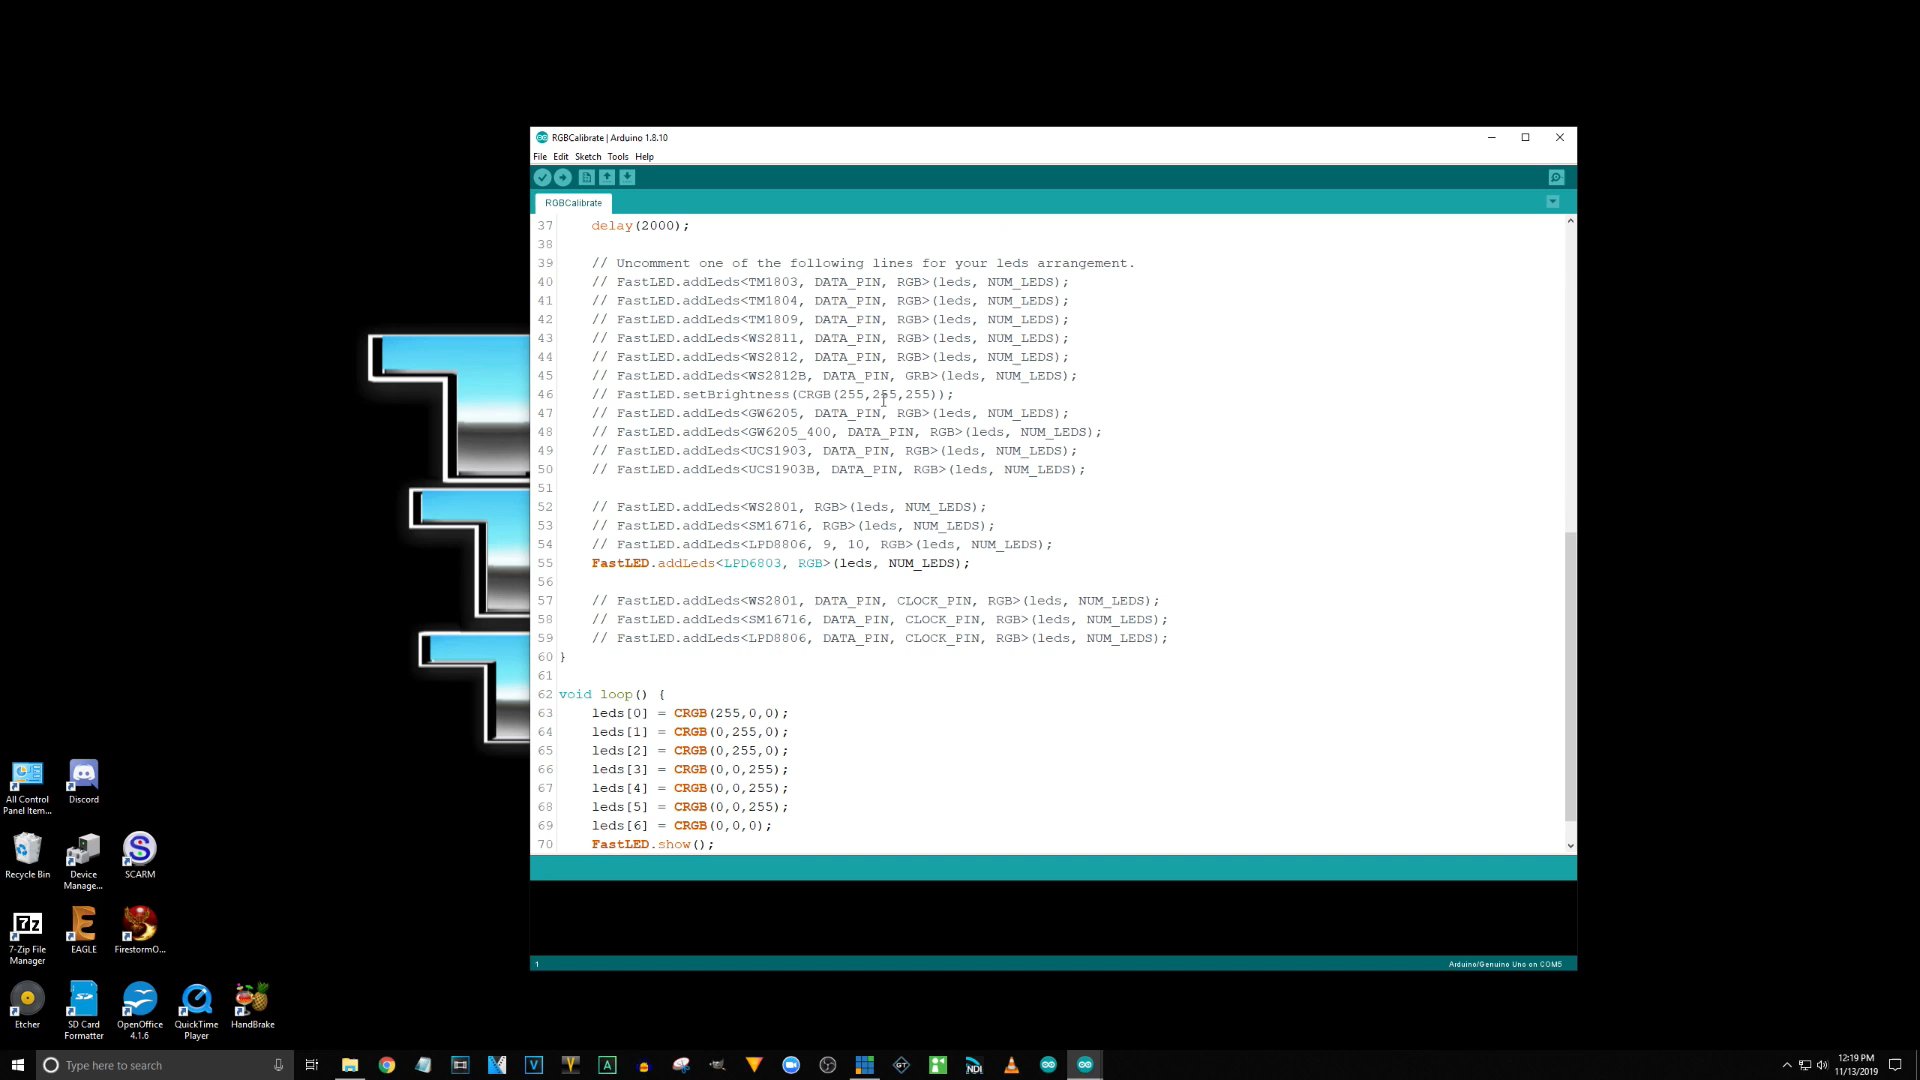 RGBCalibrate | Arduino 1.8.10
File Edit Sketch Tools Help
RGBCalibrate
37 delay(2000);
38
39 // Uncomment one of the following lines for your leds arrangement.
40 // FastLED.addLeds<TM1803, DATA_PIN, RGB>(leds, NUM_LEDS);
41 // FastLED.addLeds<TM1804, DATA_PIN, RGB>(leds, NUM_LEDS);
42 // FastLED.addLeds<TM1809, DATA_PIN, RGB>(leds, NUM_LEDS);
43 // FastLED.addLeds<WS2811, DATA_PIN, RGB>(leds, NUM_LEDS);
44 // FastLED.addLeds<WS2812, DATA_PIN, RGB>(leds, NUM_LEDS);
45 // FastLED.addLeds<WS2812B, DATA_PIN, GRB>(leds, NUM_LEDS);
46 // FastLED.setBrightness(CRGB(255,255,255));
47 // FastLED.addLeds<GW6205, DATA_PIN, RGB>(leds, NUM_LEDS);
48 // FastLED.addLeds<GW6205_400, DATA_PIN, RGB>(leds, NUM_LEDS);
49 // FastLED.addLeds<UCS1903, DATA_PIN, RGB>(leds, NUM_LEDS);
50 // FastLED.addLeds<UCS1903B, DATA_PIN, RGB>(leds, NUM_LEDS);
51
52 // FastLED.addLeds<WS2801, RGB>(leds, NUM_LEDS);
53 // FastLED.addLeds<SM16716, RGB>(leds, NUM_LEDS);
54 // FastLED.addLeds<LPD8806, 9, 10, RGB>(leds, NUM_LEDS);
55 FastLED.addLeds<LPD6803, RGB>(leds, NUM_LEDS);
56
57 // FastLED.addLeds<WS2801, DATA_PIN, CLOCK_PIN, RGB>(leds, NUM_LEDS);
58 // FastLED.addLeds<SM16716, DATA_PIN, CLOCK_PIN, RGB>(leds, NUM_LEDS);
59 // FastLED.addLeds<LPD8806, DATA_PIN, CLOCK_PIN, RGB>(leds, NUM_LEDS);
60 }
61
62 void loop() {
63 leds[0] = CRGB(255,0,0);
64 leds[1] = CRGB(0,255,0);
65 leds[2] = CRGB(0,255,0);
66 leds[3] = CRGB(0,0,255);
67 leds[4] = CRGB(0,0,255);
68 leds[5] = CRGB(0,0,255);
69 leds[6] = CRGB(0,0,0);
70 FastLED.show();
1
Arduino/Genuino Uno on COM5
All Control
Panel Item...
Discord
Recycle Bin
Device
Manage...
SCARM
7z
7-Zip File
Manager
EAGLE
FirestormO...
Etcher
SD Card
Formatter
OpenOffice
4.1.6
QuickTime
Player
HandBrake
Type here to search
NDI
12:19 PM
11/13/2019